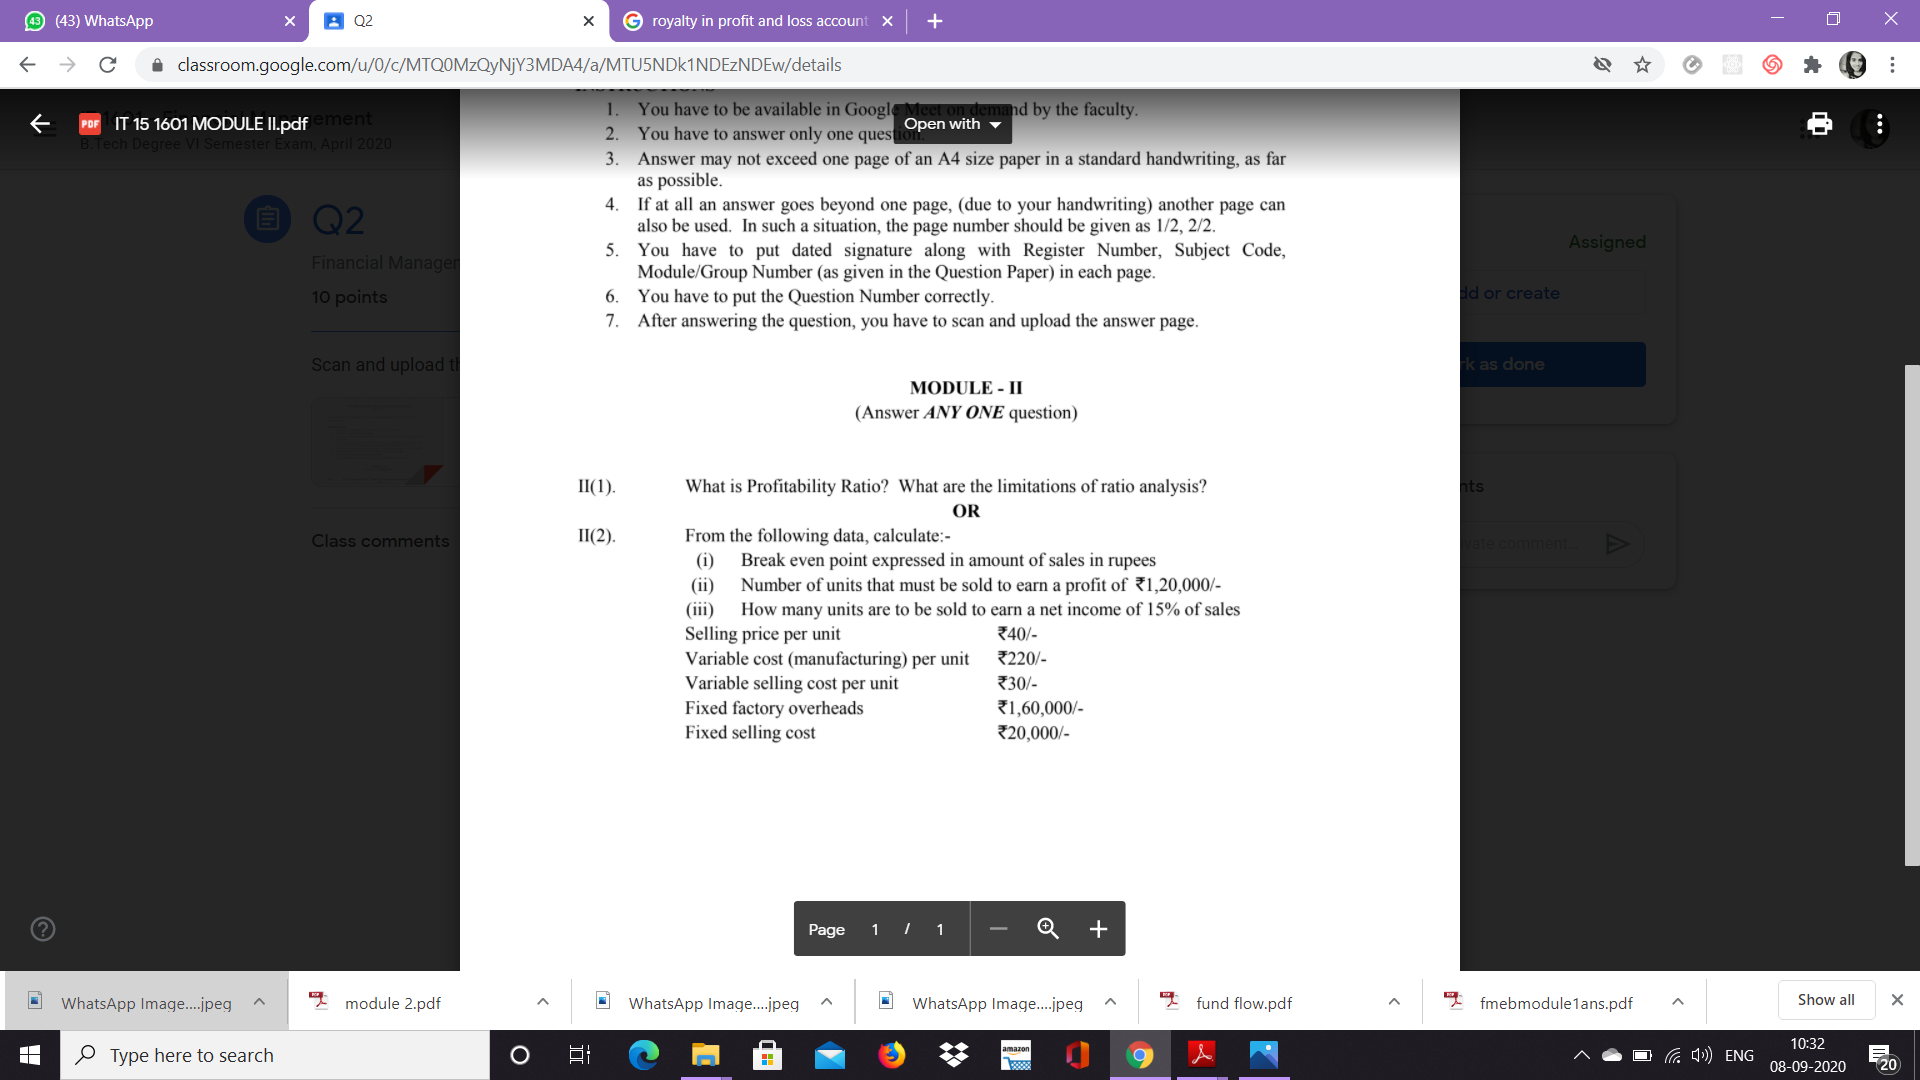 (43) WhatsApp
Q2
royalty in profit and loss account
classroom.google.com/u/0/c/MTQ0MzQyNjY3MDA4/a/MTU5NDk1NDEzNDEw/details
IT 15 1601 MODULE II.pdf
B.Tech Degree VI Semester Exam, April 2020
Open with
1. You have to be available in Google Meet on demand by the faculty.
2. You have to answer only one question.
3. Answer may not exceed one page of an A4 size paper in a standard handwriting, as far
as possible.
4. If at all an answer goes beyond one page, (due to your handwriting) another page can
also be used. In such a situation, the page number should be given as 1/2, 2/2.
5. You have to put dated signature along with Register Number, Subject Code,
Module/Group Number (as given in the Question Paper) in each page.
6. You have to put the Question Number correctly.
7. After answering the question, you have to scan and upload the answer page.
Q2
Financial Manager
10 points
Scan and upload th
Class comments
Assigned
dd or create
rk as done
nts
vate comment...
MODULE - II
(Answer ANY ONE question)
II(1). What is Profitability Ratio? What are the limitations of ratio analysis?
OR
II(2). From the following data, calculate:-
(i) Break even point expressed in amount of sales in rupees
(ii) Number of units that must be sold to earn a profit of ₹1,20,000/-
(iii) How many units are to be sold to earn a net income of 15% of sales
Selling price per unit ₹40/-
Variable cost (manufacturing) per unit ₹220/-
Variable selling cost per unit ₹30/-
Fixed factory overheads ₹1,60,000/-
Fixed selling cost ₹20,000/-
Page 1 / 1
WhatsApp Image....jpeg
module 2.pdf
WhatsApp Image....jpeg
WhatsApp Image....jpeg
fund flow.pdf
fmebmodule1ans.pdf
Show all
Type here to search
amazon
ENG
10:32
08-09-2020
20